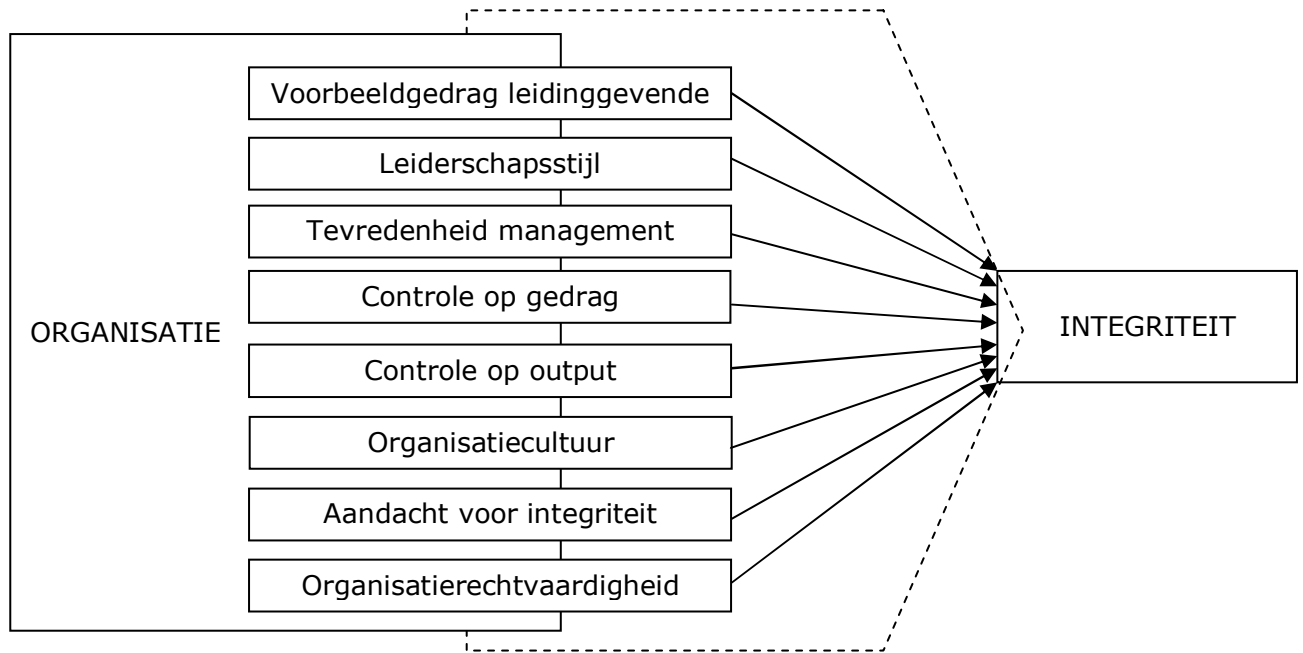 Voorbeeldgedrag leidinggevende
Leiderschapsstijl
Tevredenheid management
Controle op gedrag
ORGANISATIE
INTEGRITEIT
Controle op output
Organisatiecultuur
Aandacht voor integriteit
Organisatierechtvaardigheid